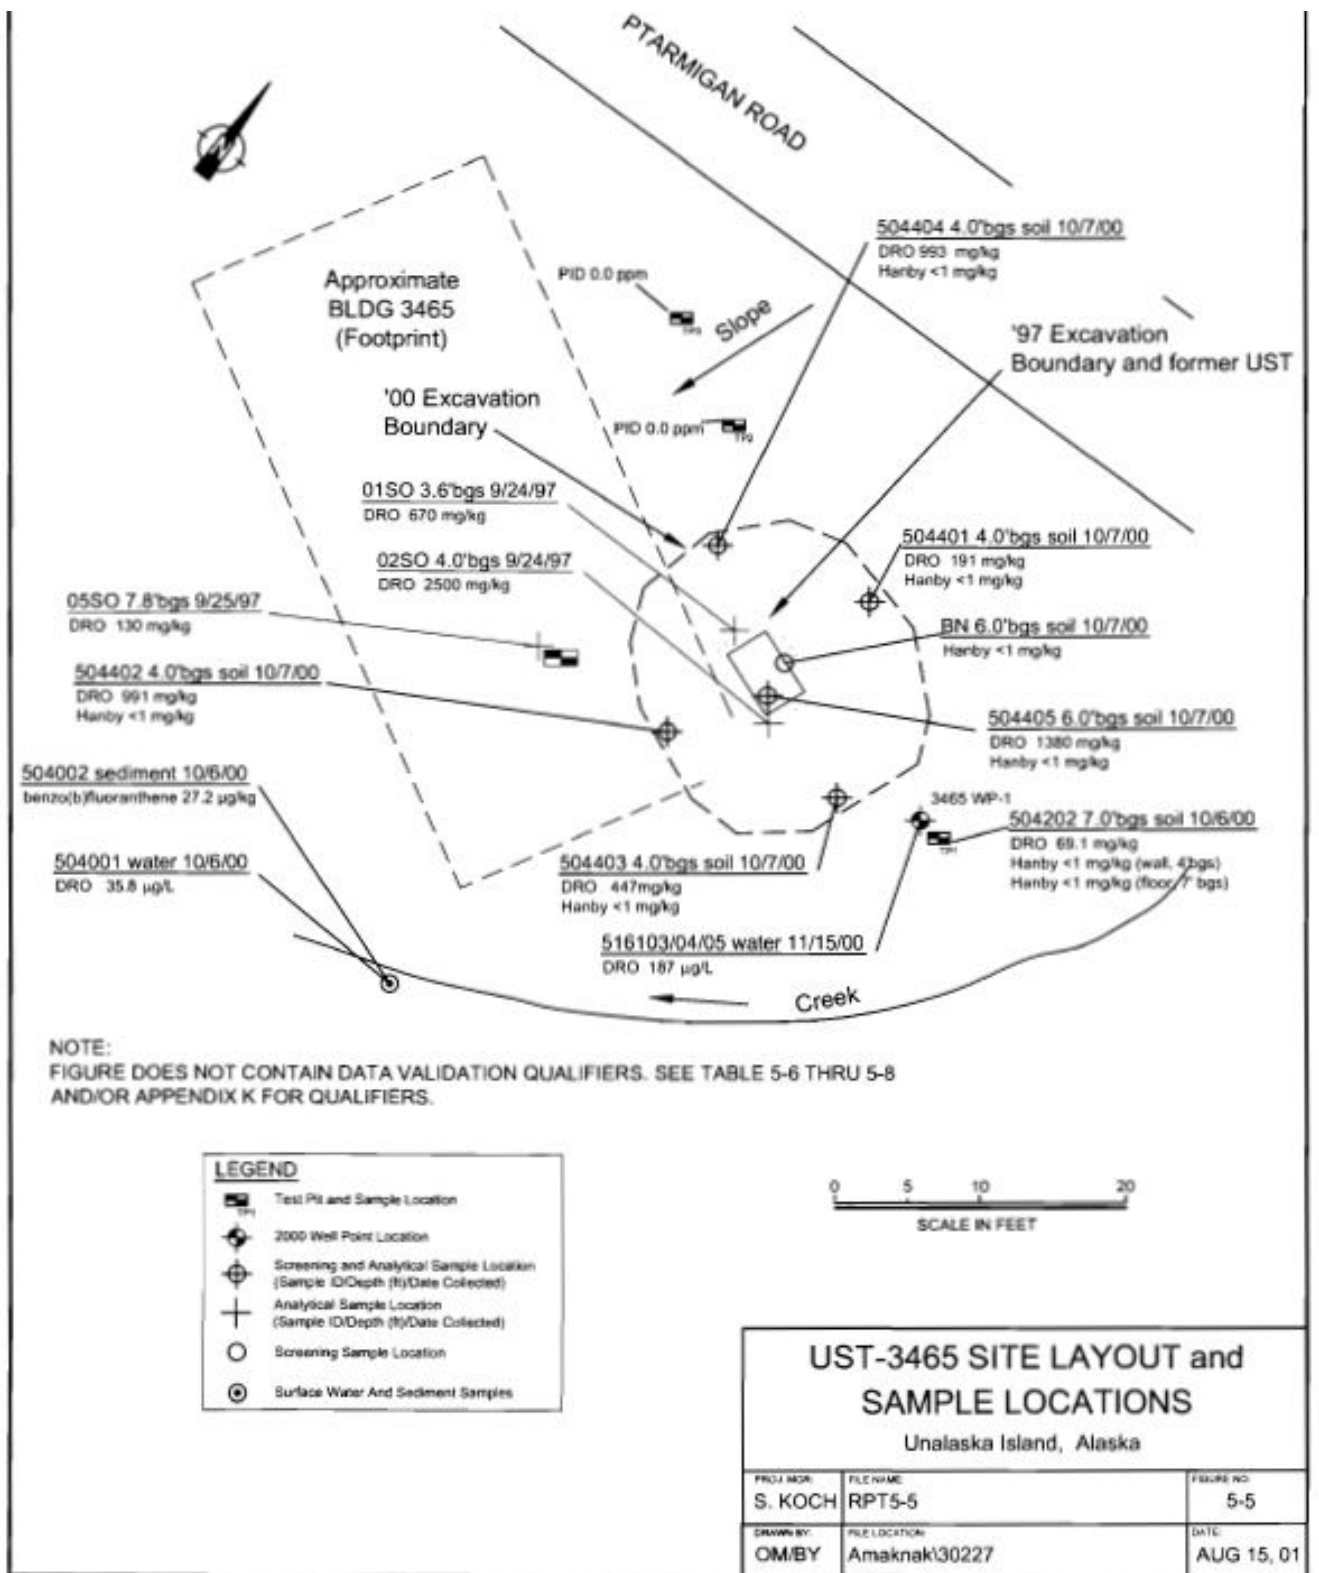 PTARMIGAN ROAD
504404 4.0'bgs soil 10/7/00
DRO 993 mg/kg
Hanby <1 mg/kg
Approximate
BLDG 3465
(Footprint)
PID 0.0 ppm
Slope
'97 Excavation
Boundary and former UST
'00 Excavation
Boundary
PID 0.0 ppm
TP2
01SO 3.6'bgs 9/24/97
DRO 670 mg/kg
504401 4.0'bgs soil 10/7/00
DRO 191 mg/kg
Hanby <1 mg/kg
02SO 4.0'bgs 9/24/97
DRO 2500 mg/kg
05SO 7.8'bgs 9/25/97
DRO 130 mg/kg
BN 6.0'bgs soil 10/7/00
Hanby <1 mg/kg
504402 4.0'bgs soil 10/7/00
DRO 991 mg/kg
Hanby <1 mg/kg
504405 6.0'bgs soil 10/7/00
DRO 1380 mg/kg
Hanby <1 mg/kg
504002 sediment 10/6/00
benzo(b)fluoranthene 27.2 µg/kg
3465 WP-1
504202 7.0'bgs soil 10/6/00
DRO 69.1 mg/kg
Hanby <1 mg/kg (wall, 4'bgs)
Hanby <1 mg/kg (floor, 7' bgs)
TP1
504001 water 10/6/00
DRO 35.8 µg/L
504403 4.0'bgs soil 10/7/00
DRO 447mg/kg
Hanby <1 mg/kg
516103/04/05 water 11/15/00
DRO 187 µg/L
Creek
NOTE:
FIGURE DOES NOT CONTAIN DATA VALIDATION QUALIFIERS. SEE TABLE 5-6 THRU 5-8
AND/OR APPENDIX K FOR QUALIFIERS.
LEGEND
TP1
Test Pit and Sample Location
2000 Well Point Location
Screening and Analytical Sample Location
(Sample ID/Depth (ft)/Date Collected)
Analytical Sample Location
(Sample ID/Depth (ft)/Date Collected)
Screening Sample Location
Surface Water And Sediment Samples
0 5 10 20
SCALE IN FEET
UST-3465 SITE LAYOUT and
SAMPLE LOCATIONS
Unalaska Island, Alaska
PROJ. MGR:
S. KOCH
FILE NAME:
RPT5-5
FIGURE NO:
5-5
DRAWN BY:
OM/BY
FILE LOCATION:
Amaknak\30227
DATE:
AUG 15, 01